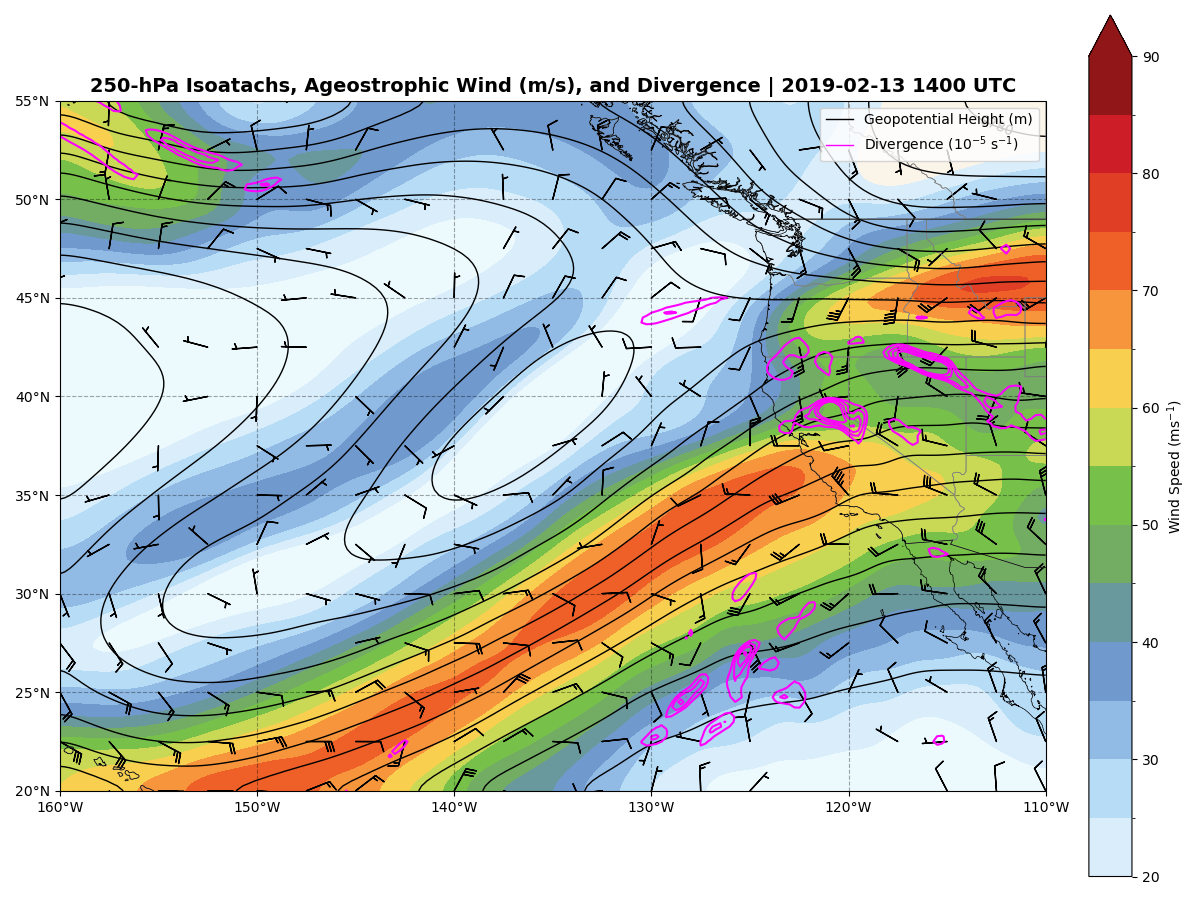 250-hPa Isoatachs, Ageostrophic Wind (m/s), and Divergence | 2019-02-13 1400 UTC
Geopotential Height (m)
Divergence (10⁻⁵ s⁻¹)
55°N
50°N
45°N
40°N
35°N
30°N
25°N
20°N
160°W
150°W
140°W
130°W
120°W
110°W
90
80
70
60
50
40
30
20
Wind Speed (ms⁻¹)